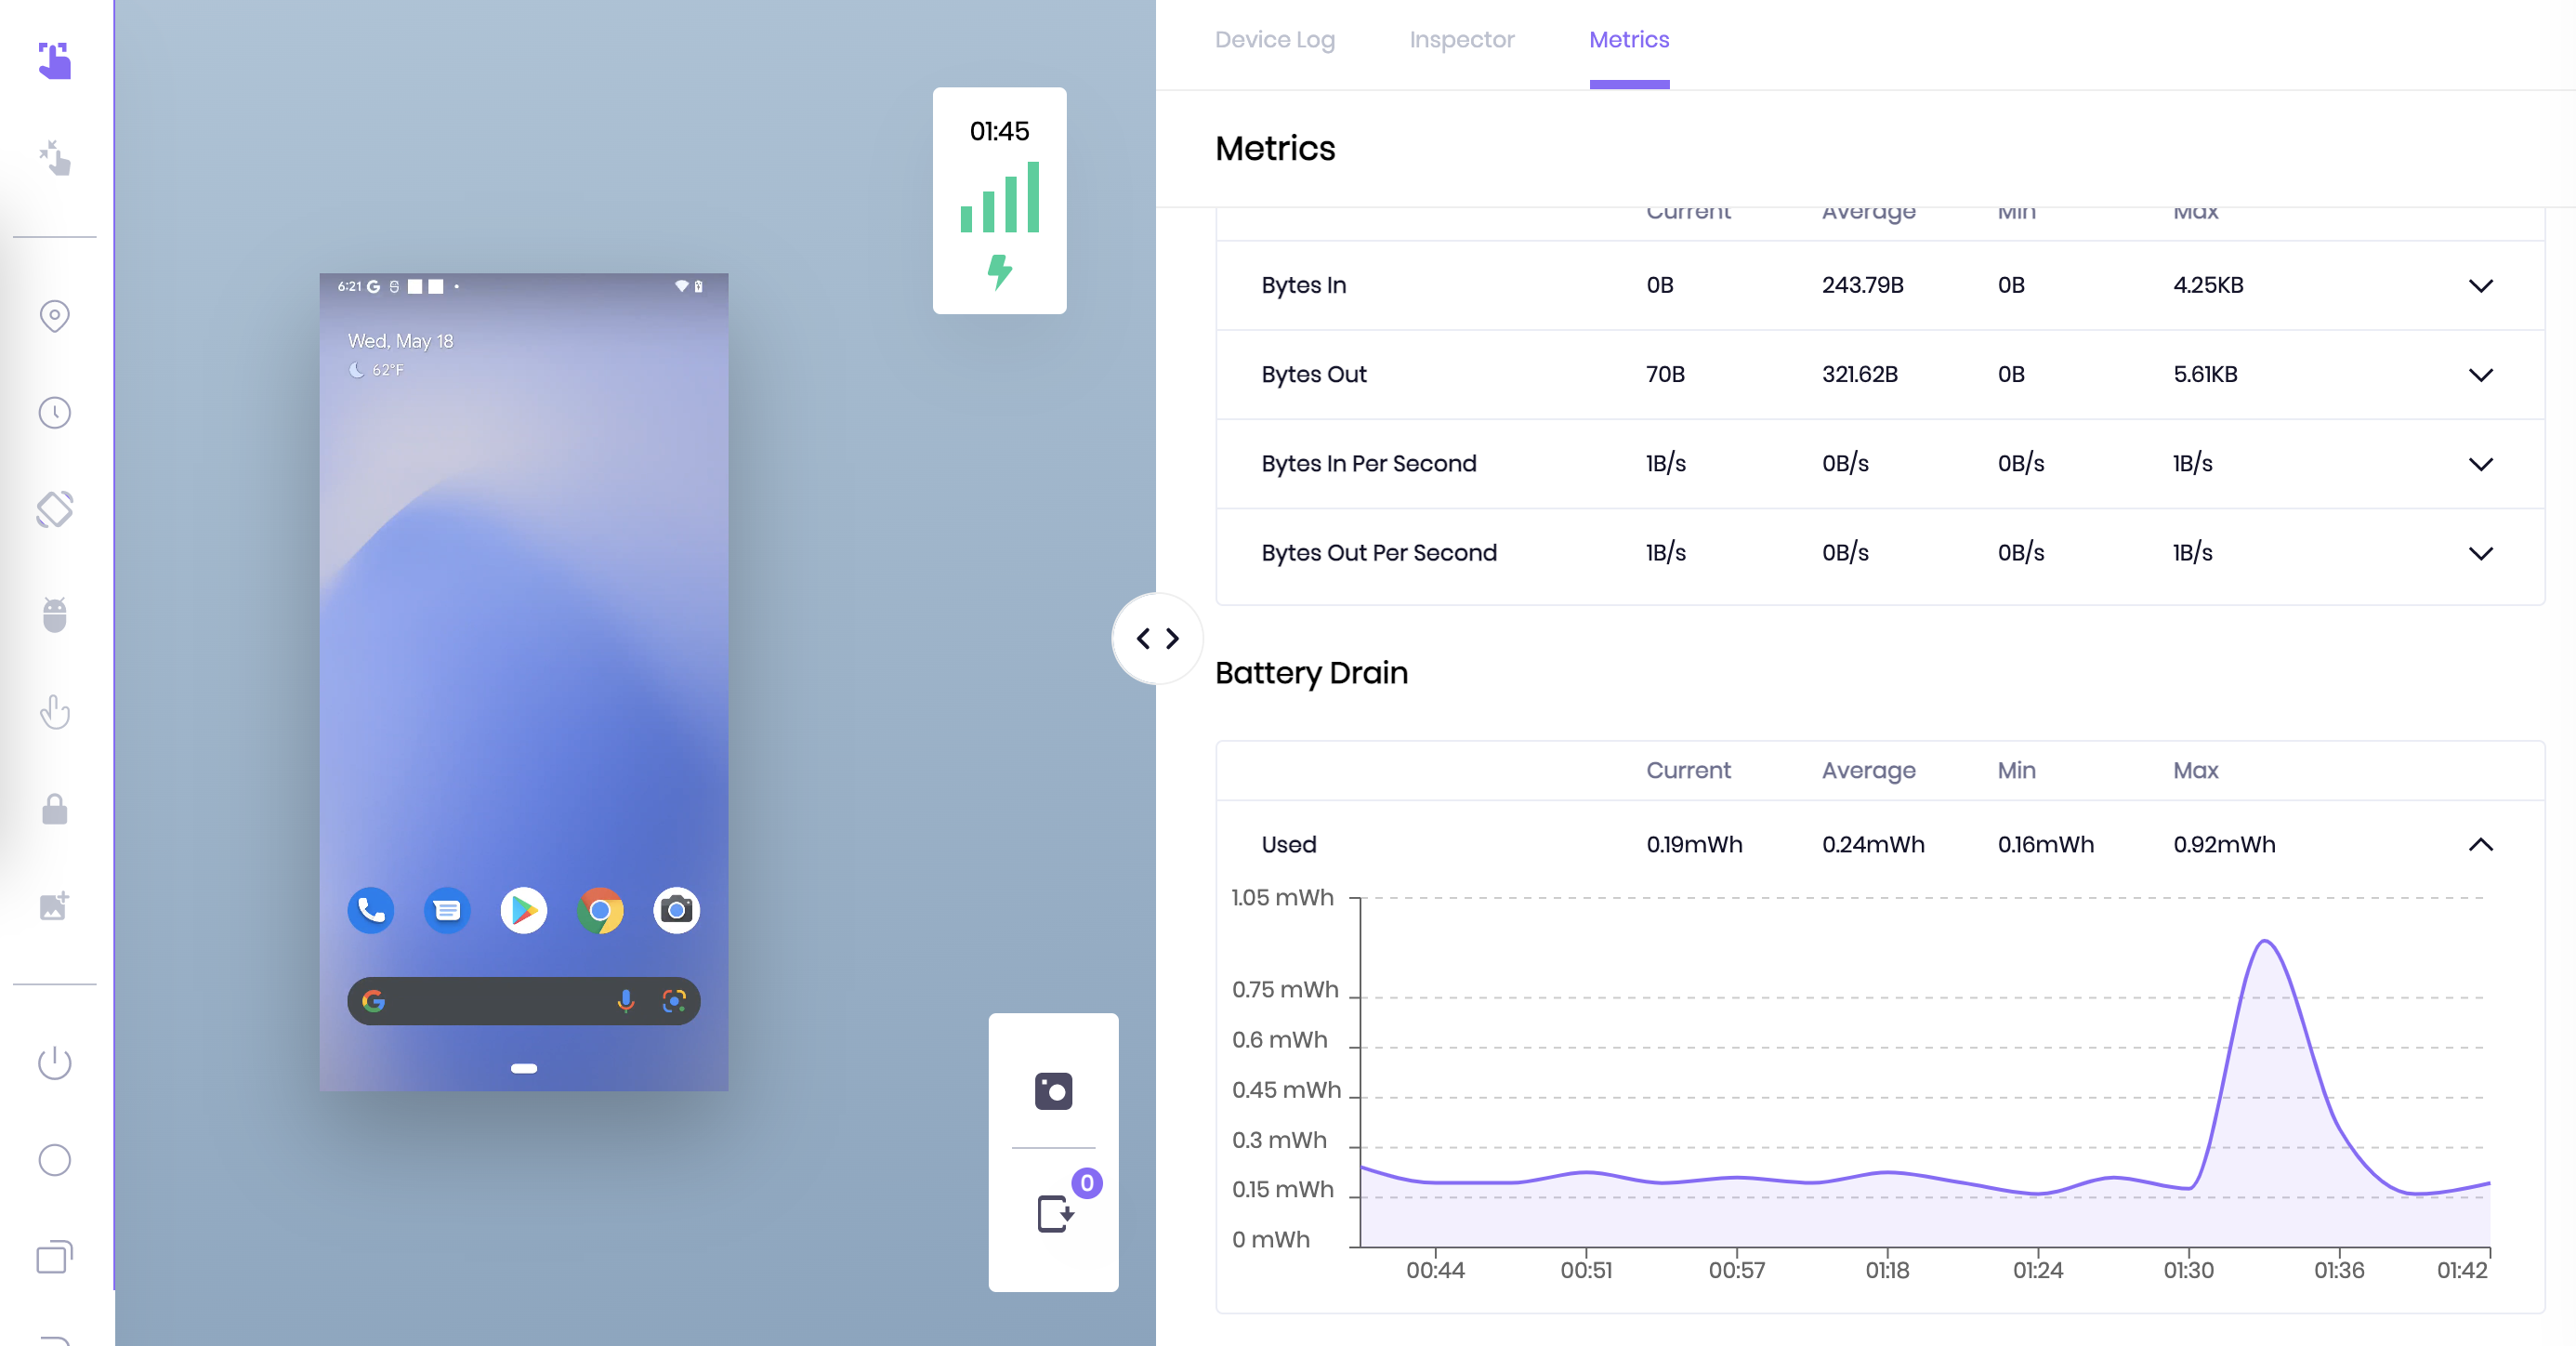 Device Log Inspector Metrics
Metrics
Current Average Min Max
Bytes In 0B 243.79B 0B 4.25KB
Bytes Out 70B 321.62B 0B 5.61KB
Bytes In Per Second 1B/s 0B/s 0B/s 1B/s
Bytes Out Per Second 1B/s 0B/s 0B/s 1B/s
Battery Drain
Current Average Min Max
Used 0.19mWh 0.24mWh 0.16mWh 0.92mWh
1.05 mWh
0.75 mWh
0.6 mWh
0.45 mWh
0.3 mWh
0.15 mWh
0 mWh
00:44 00:51 00:57 01:18 01:24 01:30 01:36 01:42
01:45
6:21
Wed, May 18
62°F
0